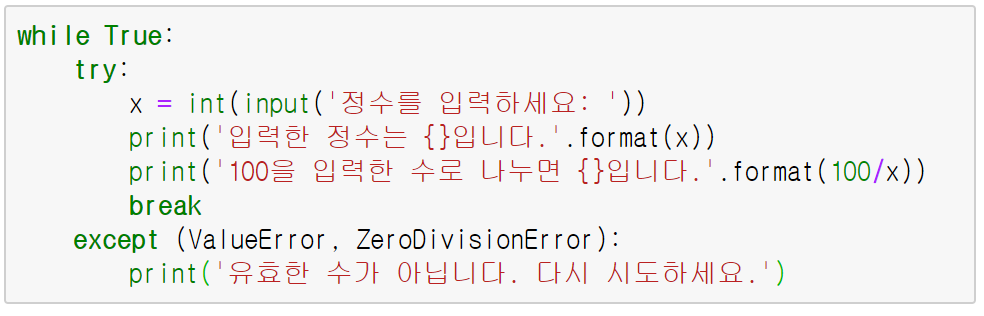 while True:
    try:
        x = int(input('정수를 입력하세요: '))
        print('입력한 정수는 {}입니다.'.format(x))
        print('100을 입력한 수로 나누면 {}입니다.'.format(100/x))
        break
    except (ValueError, ZeroDivisionError):
        print('유효한 수가 아닙니다. 다시 시도하세요.')